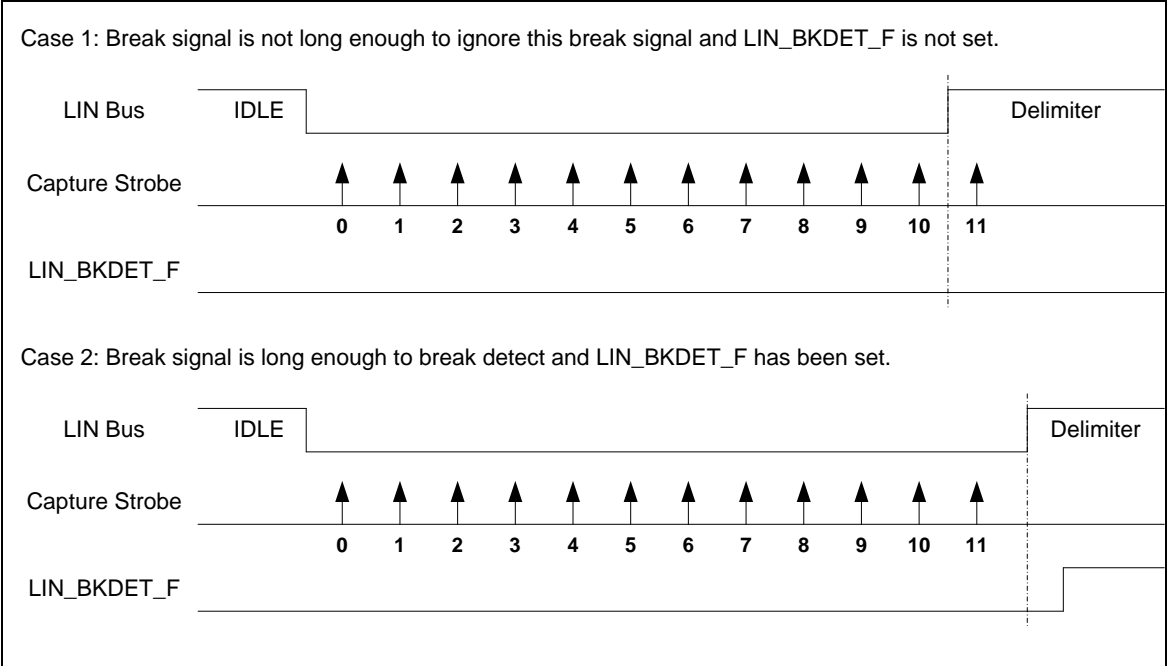 Case 1: Break signal is not long enough to ignore this break signal and LIN_BKDET_F is not set.
LIN Bus IDLE Delimiter
Capture Strobe
0 1 2 3 4 5 6 7 8 9 10 11
LIN_BKDET_F
Case 2: Break signal is long enough to break detect and LIN_BKDET_F has been set.
LIN Bus IDLE Delimiter
Capture Strobe
0 1 2 3 4 5 6 7 8 9 10 11
LIN_BKDET_F